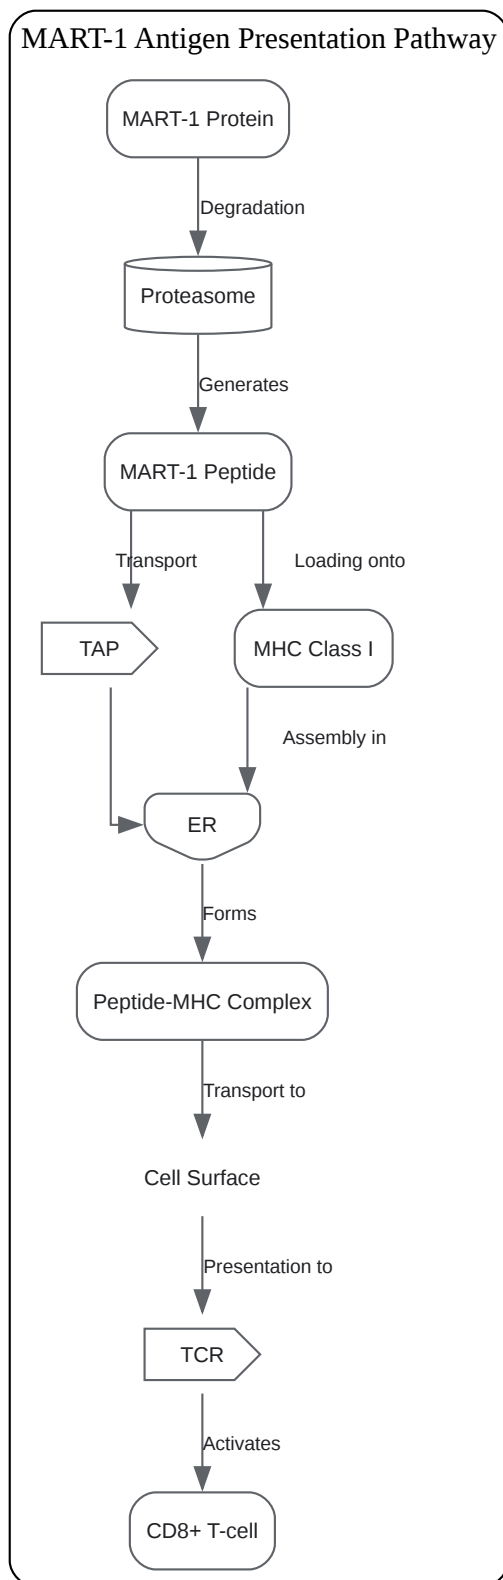 MART-1 Antigen Presentation Pathway
MART-1 Protein
Degradation
Proteasome
Generates
MART-1 Peptide
Transport
Loading onto
TAP
MHC Class I
Assembly in
ER
Forms
Peptide-MHC Complex
Transport to
Cell Surface
Presentation to
TCR
Activates
CD8+ T-cell